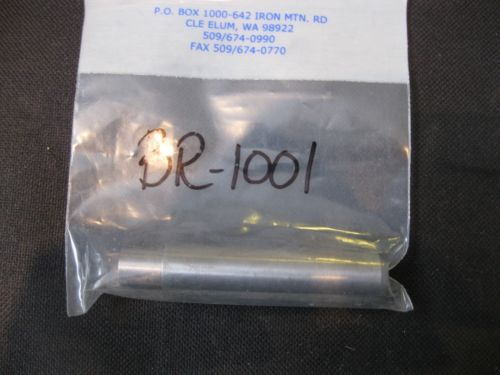 P.O. BOX 1000-642 IRON MTN. RD
CLE ELUM, WA 98922
509/674-0990
FAX 509/674-0770
BR-1001